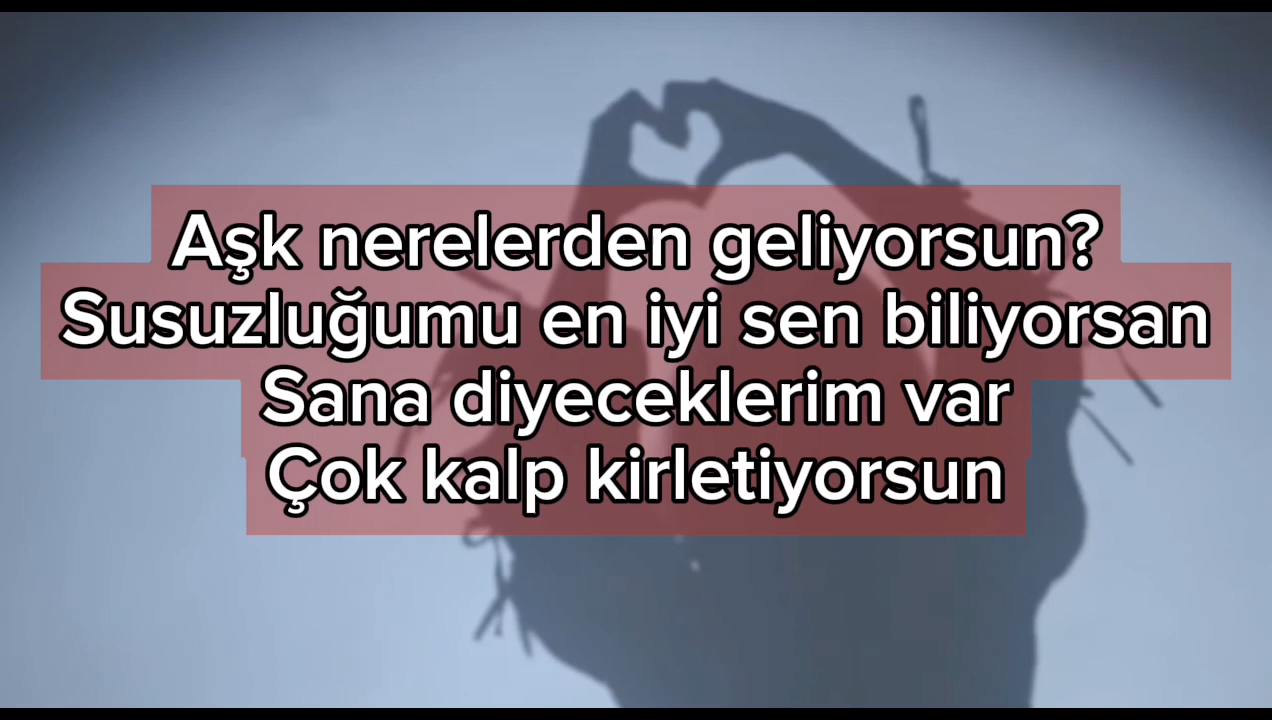 Aşk nerelerden geliyorsun?
Susuzluğumu en iyi sen biliyorsan
Sana diyeceklerim var
Çok kalp kirletiyorsun